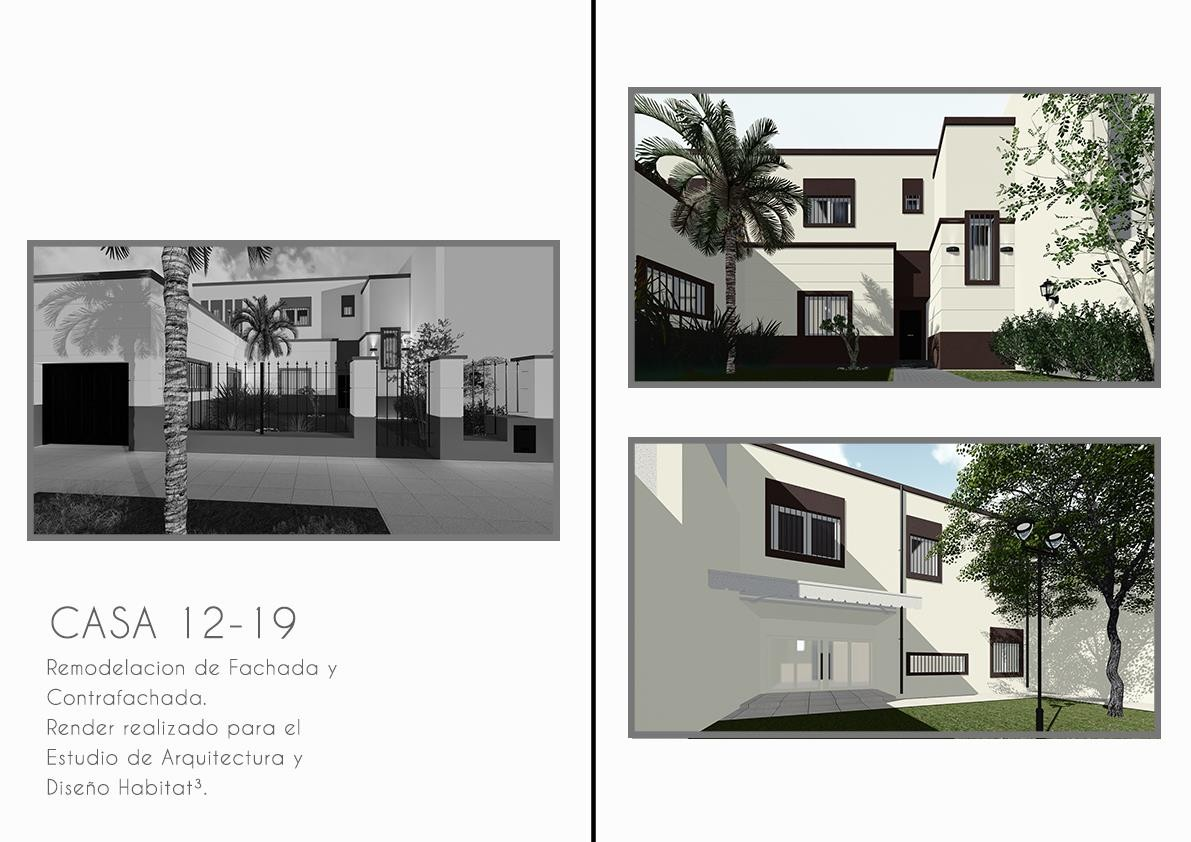 CASA 12-19
Remodelacion de Fachada y
Contrafachada.
Render realizado para el
Estudio de Arquitectura y
Diseño Habitat³.